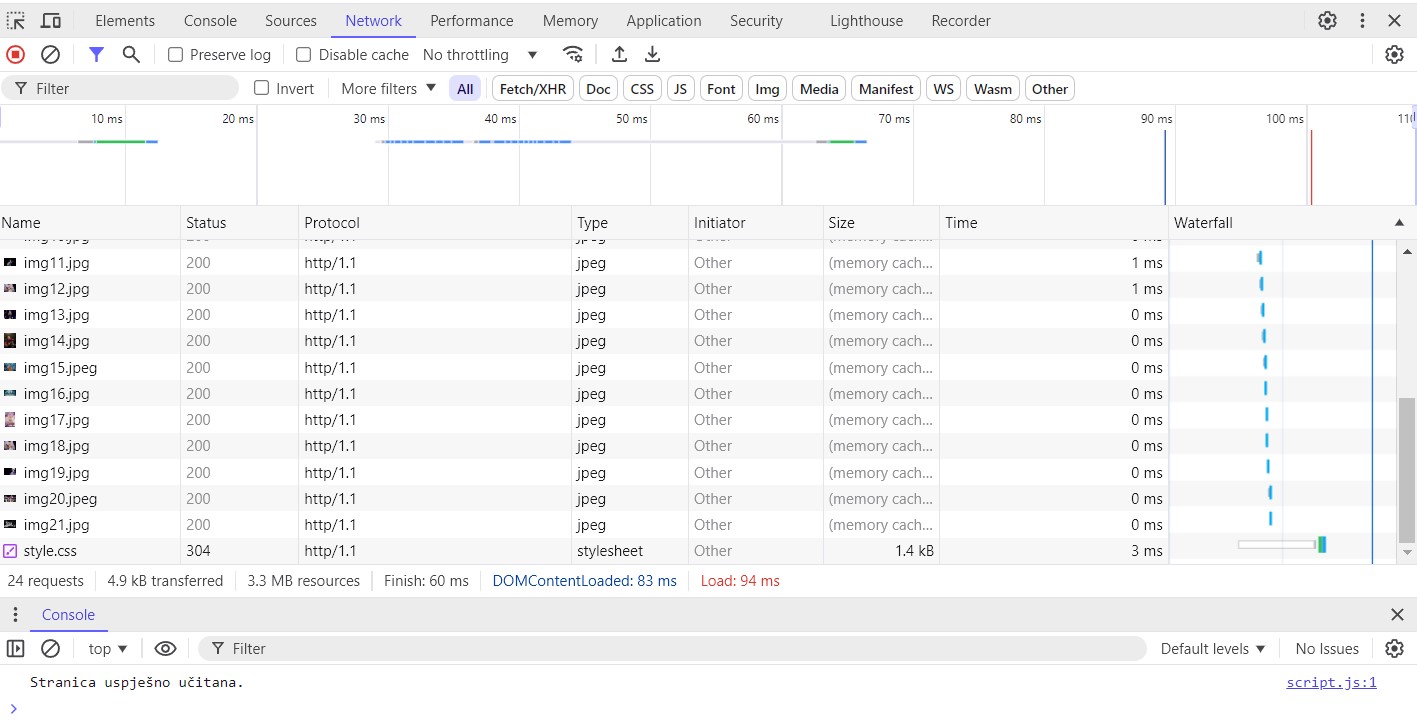 Elements Console Sources Network Performance Memory Application Security Lighthouse Recorder
Preserve log Disable cache No throttling
Filter Invert More filters All Fetch/XHR Doc CSS JS Font Img Media Manifest WS Wasm Other
10 ms 20 ms 30 ms 40 ms 50 ms 60 ms 70 ms 80 ms 90 ms 100 ms
Name Status Protocol Type Initiator Size Time Waterfall
img11.jpg 200 http/1.1 jpeg Other (memory cach... 1 ms
img12.jpg 200 http/1.1 jpeg Other (memory cach... 1 ms
img13.jpg 200 http/1.1 jpeg Other (memory cach... 0 ms
img14.jpg 200 http/1.1 jpeg Other (memory cach... 0 ms
img15.jpeg 200 http/1.1 jpeg Other (memory cach... 0 ms
img16.jpg 200 http/1.1 jpeg Other (memory cach... 0 ms
img17.jpg 200 http/1.1 jpeg Other (memory cach... 0 ms
img18.jpg 200 http/1.1 jpeg Other (memory cach... 0 ms
img19.jpg 200 http/1.1 jpeg Other (memory cach... 0 ms
img20.jpeg 200 http/1.1 jpeg Other (memory cach... 0 ms
img21.jpg 200 http/1.1 jpeg Other (memory cach... 0 ms
style.css 304 http/1.1 stylesheet Other 1.4 kB 3 ms
24 requests 4.9 kB transferred 3.3 MB resources Finish: 60 ms DOMContentLoaded: 83 ms Load: 94 ms
Console
top Filter Default levels No Issues
Stranica uspješno učitana. script.js:1